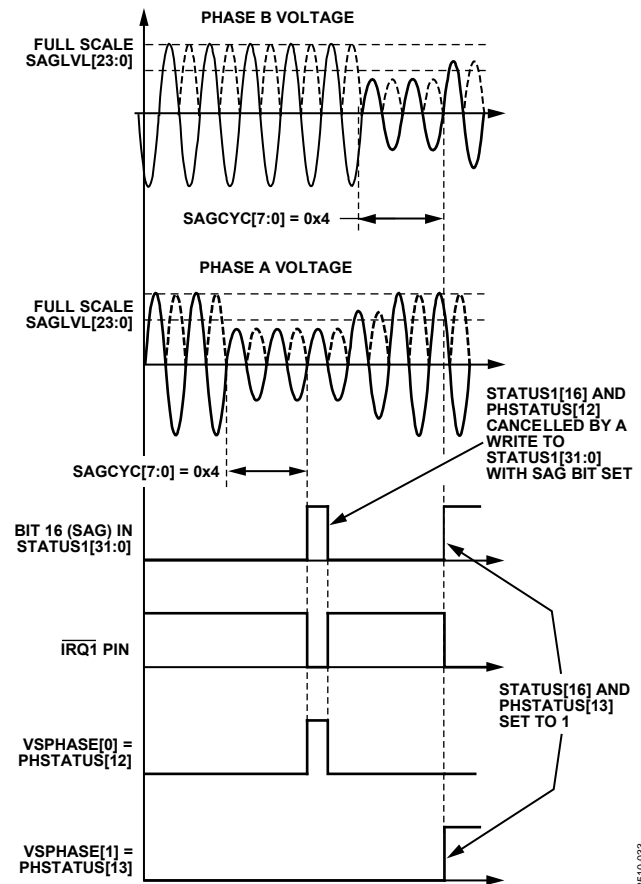 PHASE B VOLTAGE
FULL SCALE
SAGLVL[23:0]
SAGCYC[7:0] = 0x4
PHASE A VOLTAGE
FULL SCALE
SAGLVL[23:0]
STATUS1[16] AND
PHSTATUS[12]
CANCELLED BY A
WRITE TO
STATUS1[31:0]
WITH SAG BIT SET
SAGCYC[7:0] = 0x4
BIT 16 (SAG) IN
STATUS1[31:0]
IRQ1 PIN
STATUS[16] AND
PHSTATUS[13]
SET TO 1
VSPHASE[0] =
PHSTATUS[12]
VSPHASE[1] =
PHSTATUS[13]